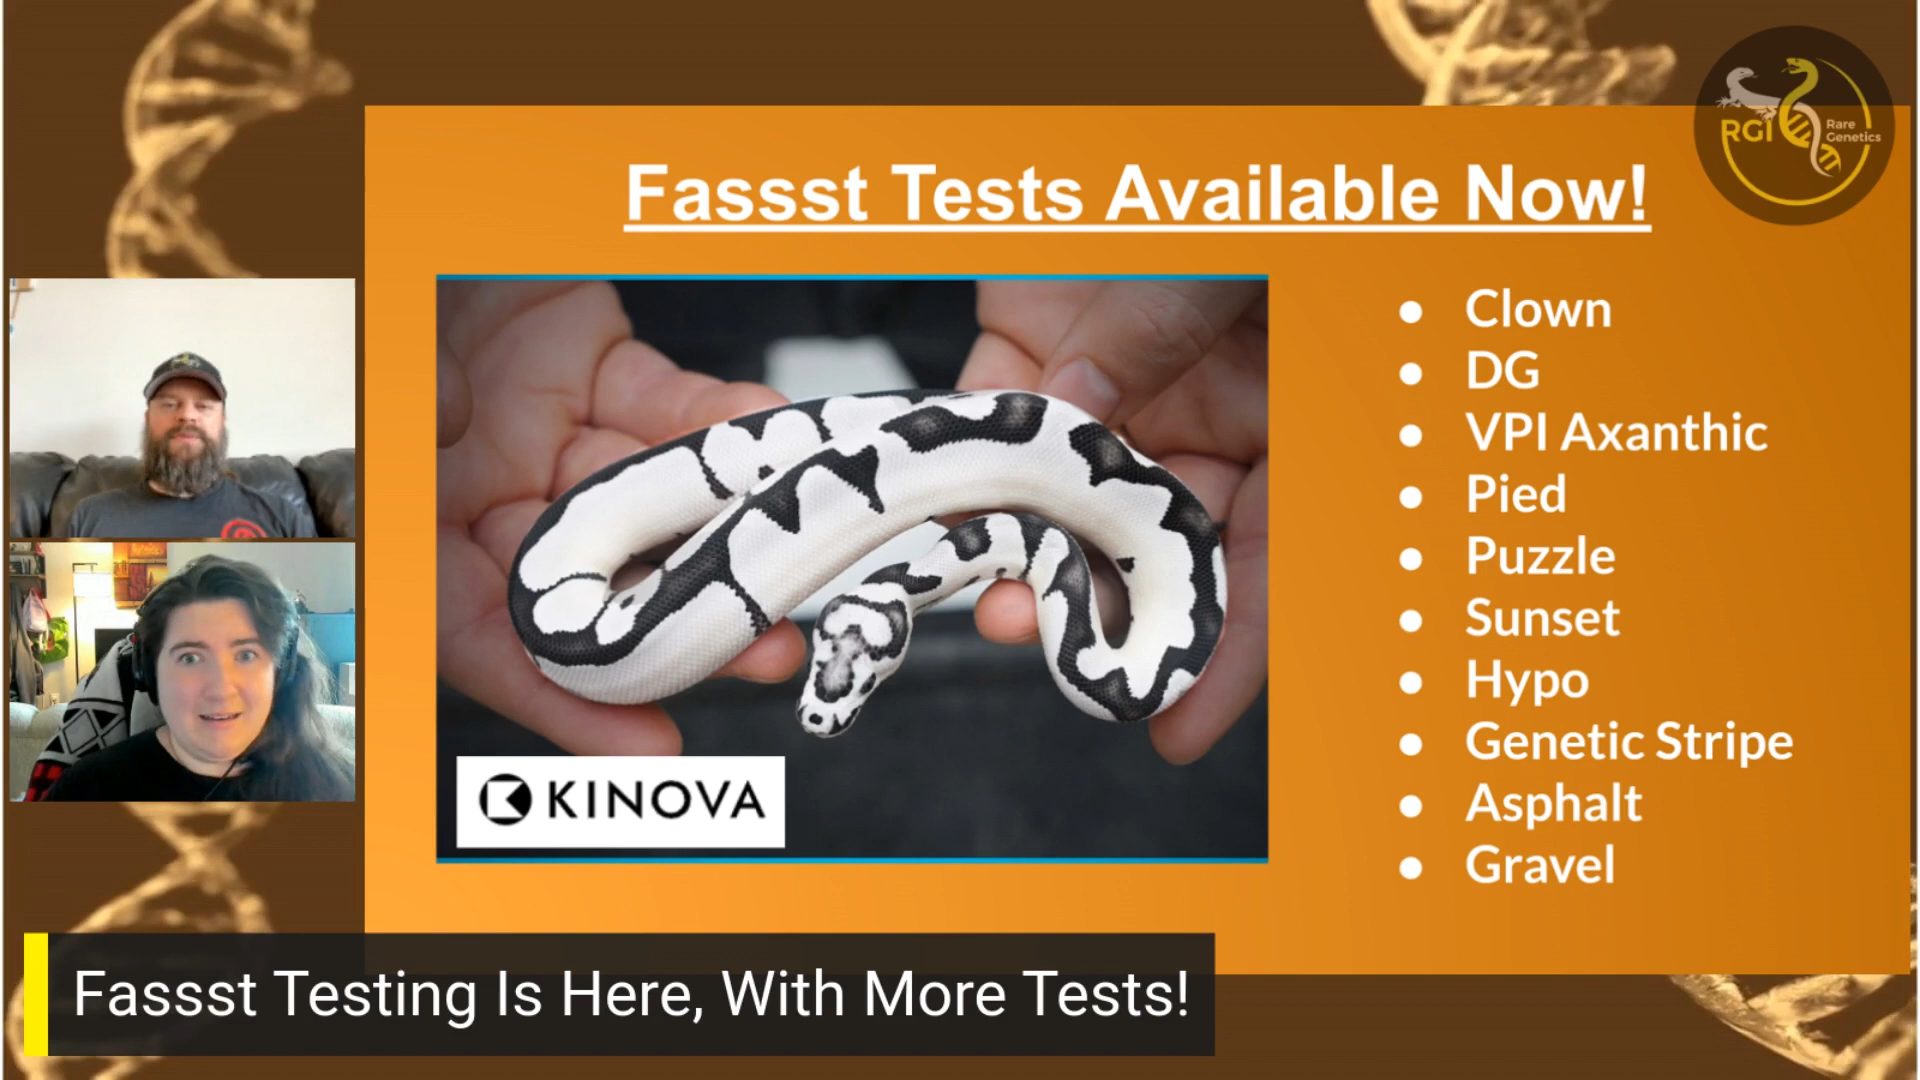 RGI
Rare
Genetics
Fassst Tests Available Now!
Clown
DG
VPI Axanthic
Pied
Puzzle
Sunset
Hypo
Genetic Stripe
Asphalt
Gravel
KINOVA
Fassst Testing Is Here, With More Tests!